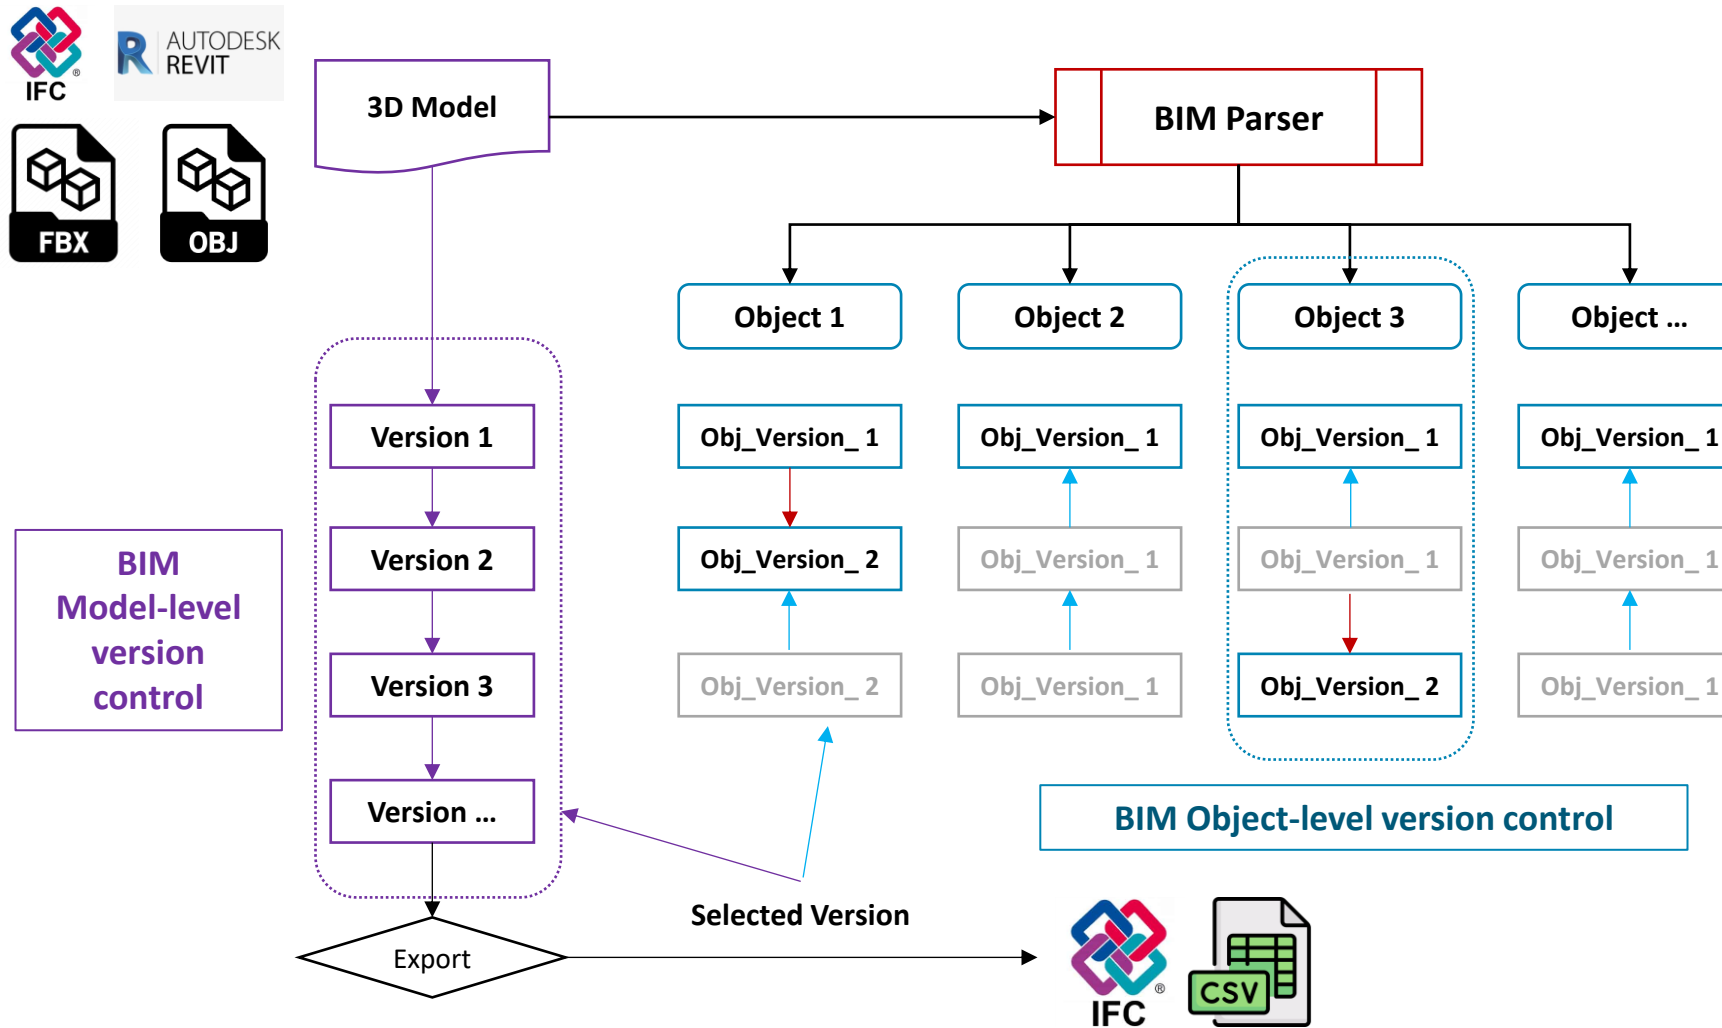 IFC
®
R AUTODESK
REVIT
FBX
OBJ
3D Model
BIM Parser
Object 1
Object 2
Object 3
Object ...
Version 1
Obj_Version_ 1
Obj_Version_ 1
Obj_Version_ 1
Obj_Version_ 1
Version 2
Obj_Version_ 2
Obj_Version_ 1
Obj_Version_ 1
Obj_Version_ 1
BIM
Model-level
version
control
Version 3
Obj_Version_ 2
Obj_Version_ 1
Obj_Version_ 2
Obj_Version_ 1
Version ...
BIM Object-level version control
Selected Version
Export
IFC
®
CSV